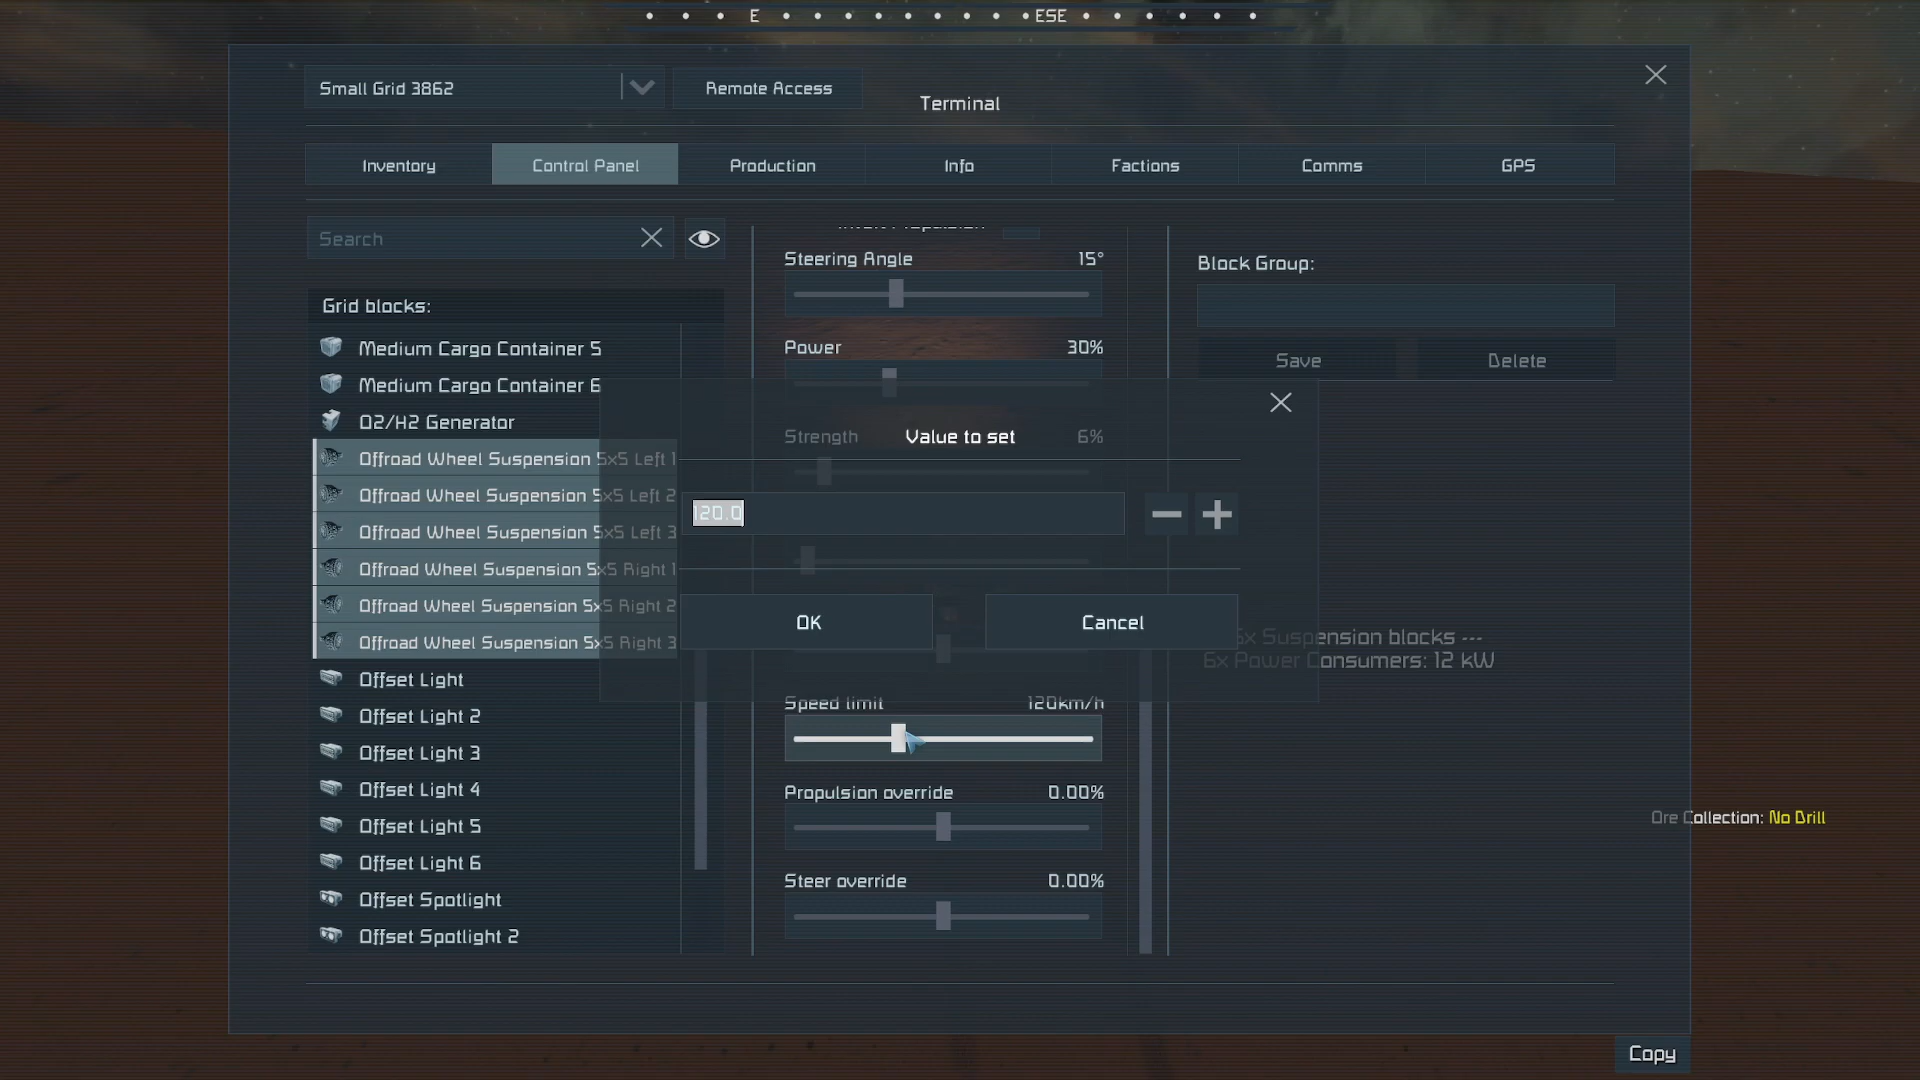 E ESE
Small Grid 3862
Remote Access
Terminal
Inventory
Control Panel
Production
Info
Factions
Comms
GPS
Search
Grid blocks:
Medium Cargo Container 5
Medium Cargo Container 6
O2/H2 Generator
Offroad Wheel Suspension 5x5 Left 1
Offroad Wheel Suspension 5x5 Left 2
Offroad Wheel Suspension 5x5 Left 3
Offroad Wheel Suspension 5x5 Right 1
Offroad Wheel Suspension 5x5 Right 2
Offroad Wheel Suspension 5x5 Right 3
Offset Light
Offset Light 2
Offset Light 3
Offset Light 4
Offset Light 5
Offset Light 6
Offset Spotlight
Offset Spotlight 2
Steering Angle 15°
Power 30%
Strength 6%
Value to set
120.0
OK
Cancel
Speed limit 120km/h
Propulsion override 0.00%
Steer override 0.00%
Block Group:
Save
Delete
Suspension blocks ---
6x Power Consumers: 12 kW
Ore Collection: No Drill
Copy